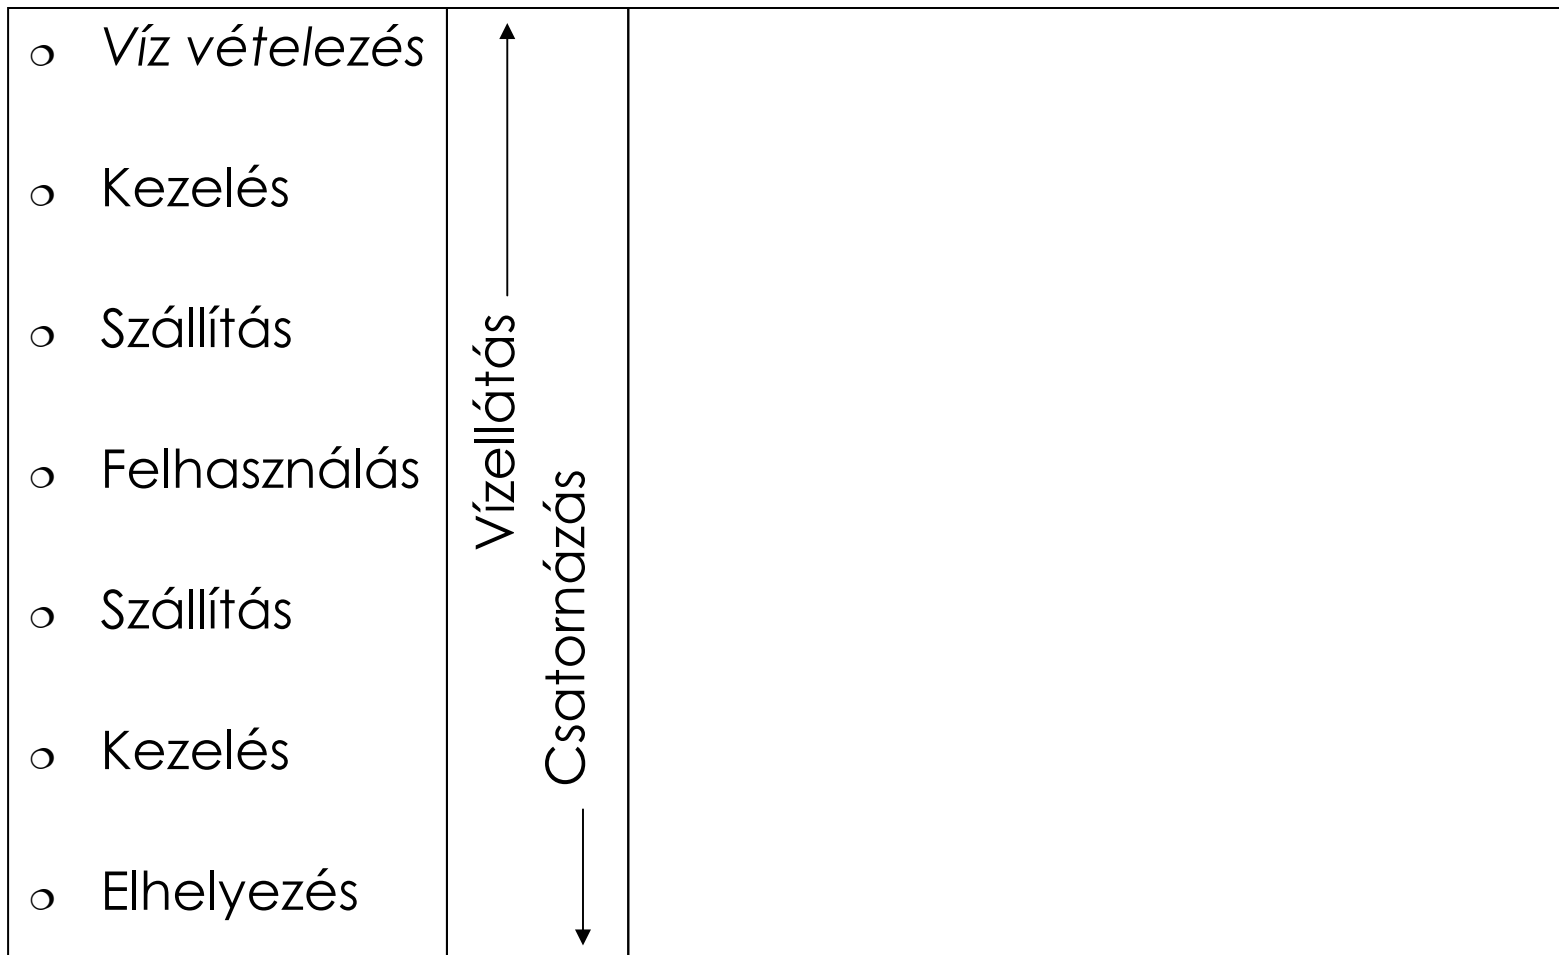 ❍ Víz vételezés
❍ Kezelés
❍ Szállítás
❍ Felhasználás
❍ Szállítás
❍ Kezelés
❍ Elhelyezés
Vízellátás
Csatornázás